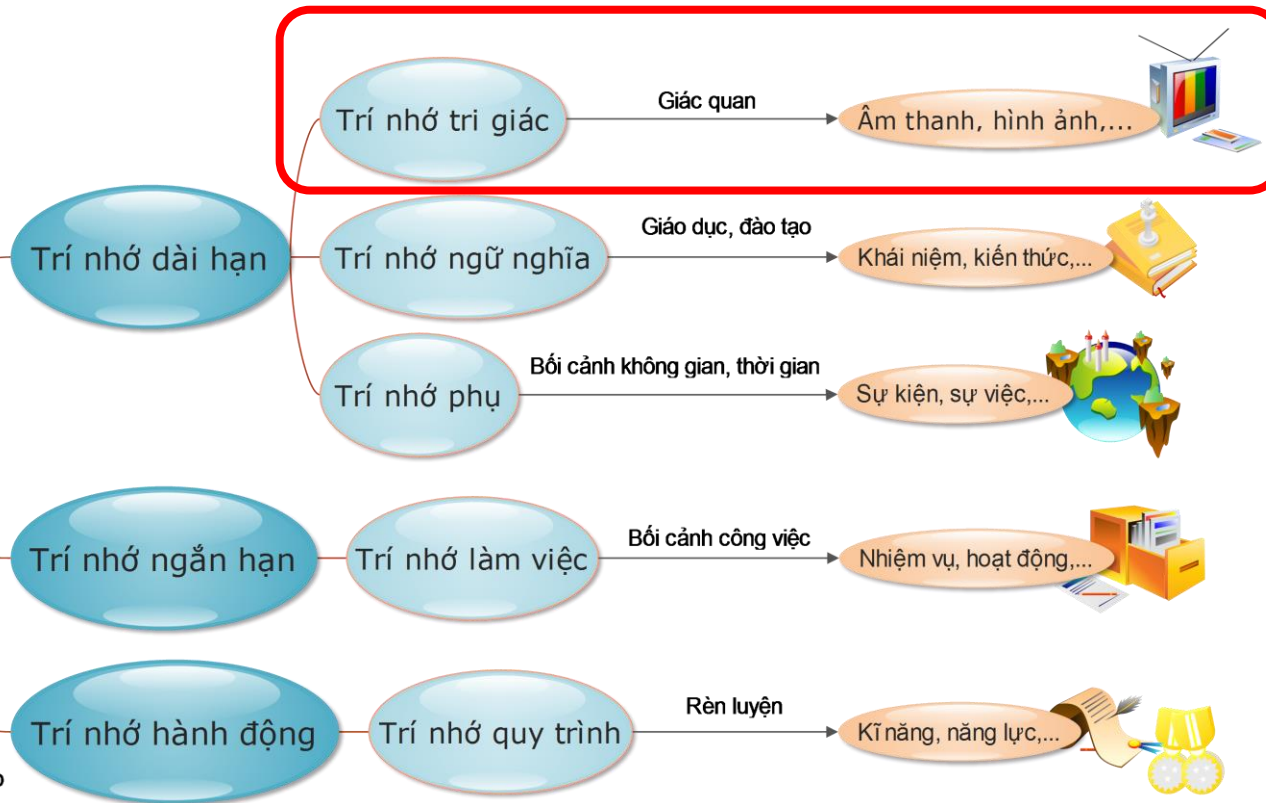 Trí nhớ tri giác
Giác quan
Âm thanh, hình ảnh,...
Trí nhớ dài hạn
Trí nhớ ngữ nghĩa
Giáo dục, đào tạo
Khái niệm, kiến thức,...
Trí nhớ phụ
Bối cảnh không gian, thời gian
Sự kiện, sự việc,...
Trí nhớ ngắn hạn
Trí nhớ làm việc
Bối cảnh công việc
Nhiệm vụ, hoạt động,...
Trí nhớ hành động
Trí nhớ quy trình
Rèn luyện
Kĩ năng, năng lực,...